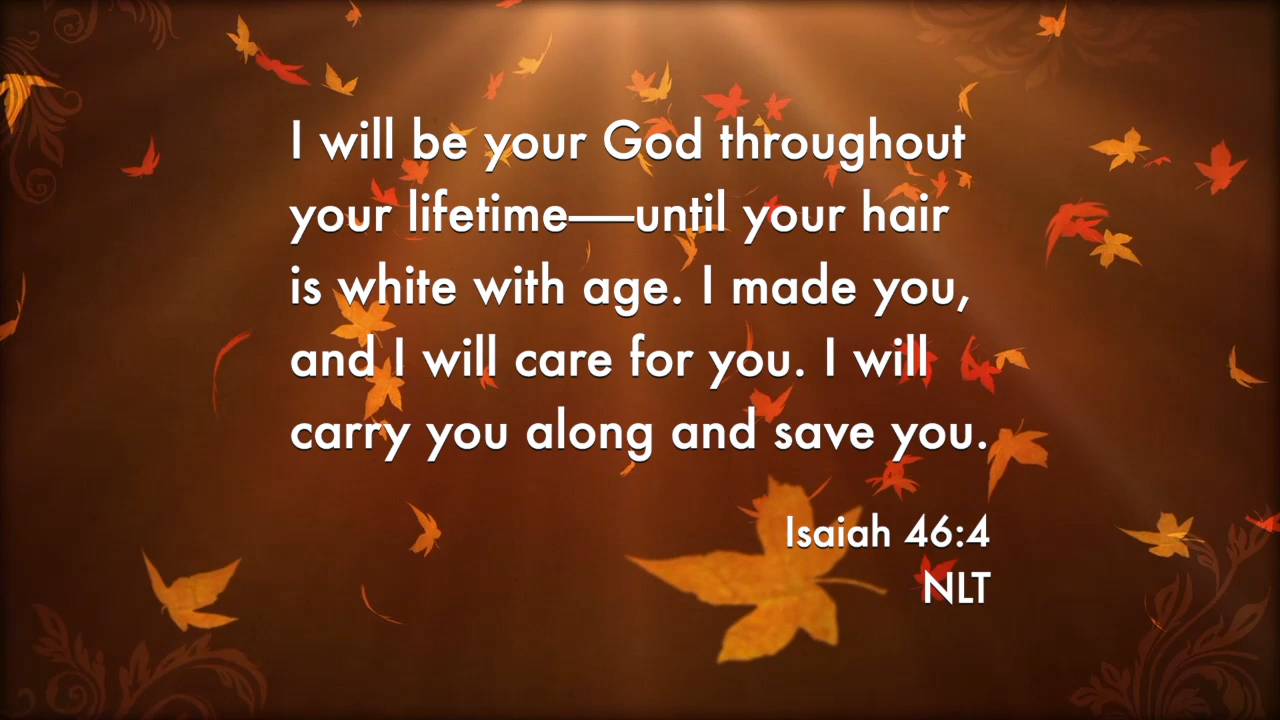 I will be your God throughout
your lifetime—until your hair
is white with age. I made you,
and I will care for you. I will
carry you along and save you.
Isaiah 46:4
NLT